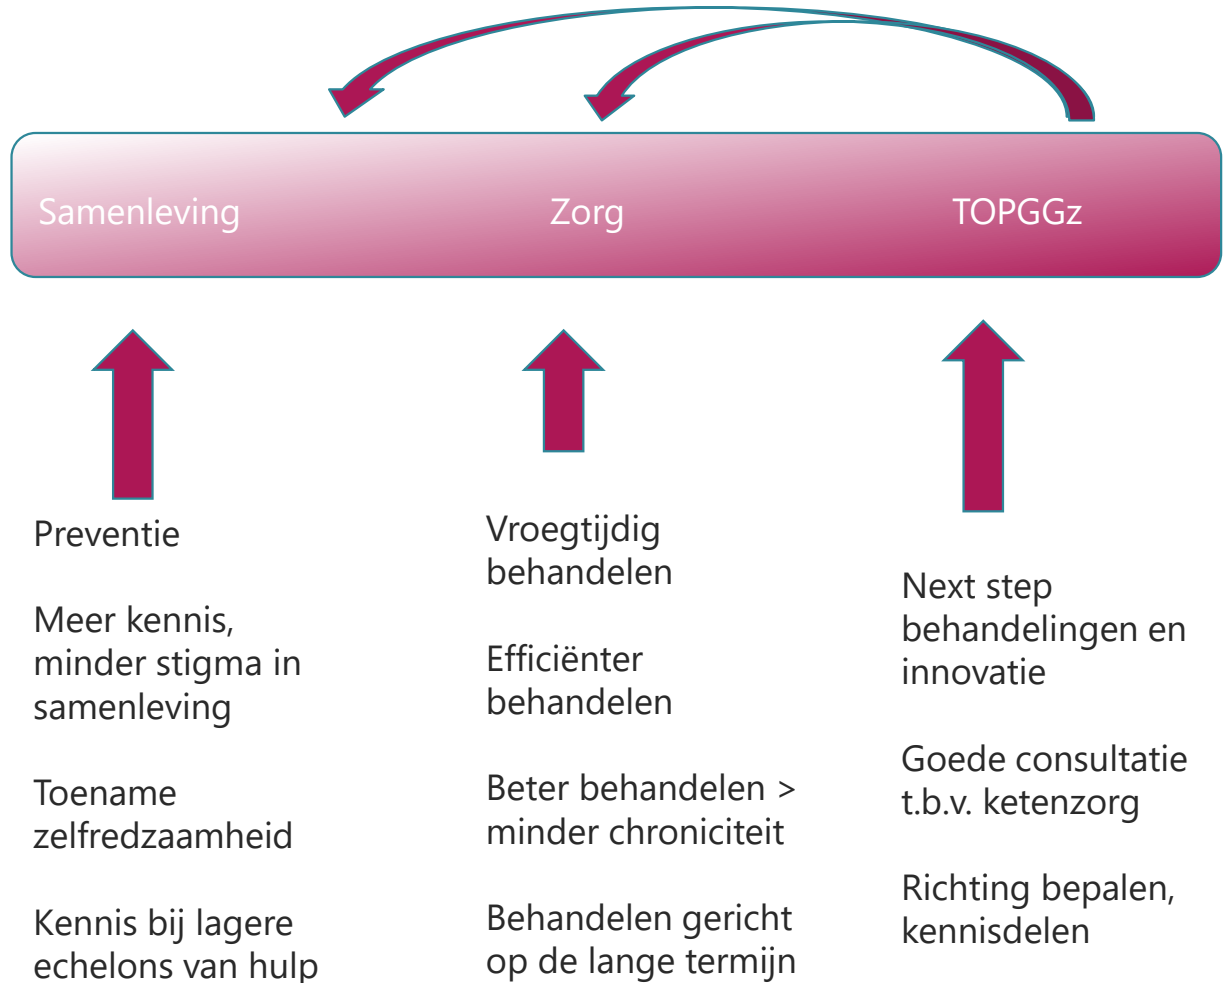 Samenleving
Zorg
TOPGGz
Preventie
Meer kennis,
minder stigma in
samenleving
Toename
zelfredzaamheid
Kennis bij lagere
echelons van hulp
Vroegtijdig
behandelen
Efficiënter
behandelen
Beter behandelen >
minder chroniciteit
Behandelen gericht
op de lange termijn
Next step
behandelingen en
innovatie
Goede consultatie
t.b.v. ketenzorg
Richting bepalen,
kennisdelen